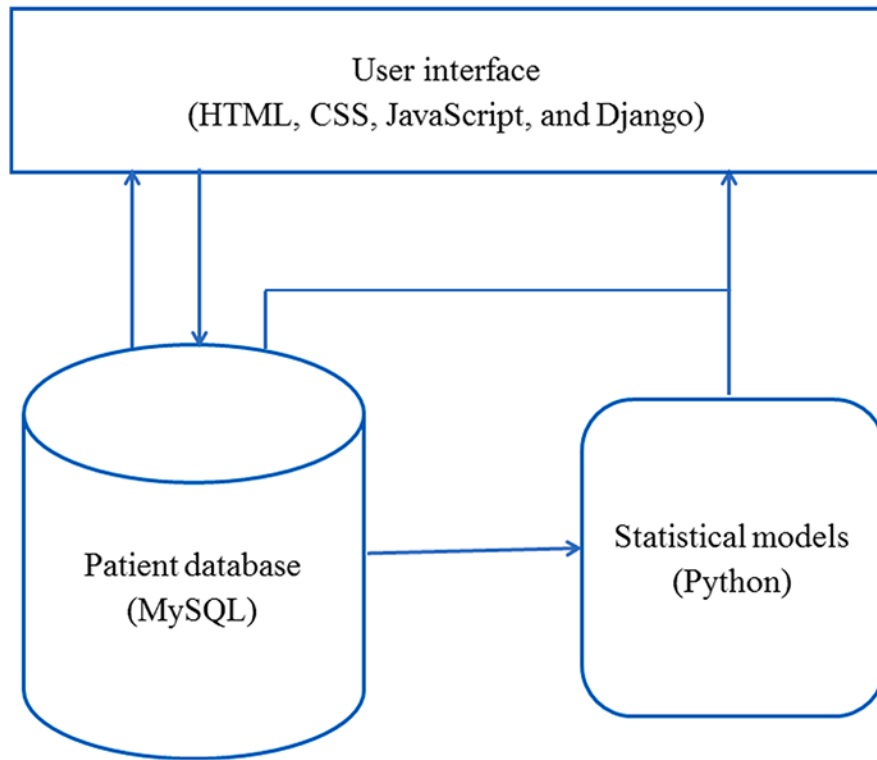 User interface
(HTML, CSS, JavaScript, and Django)
Patient database
(MySQL)
Statistical models
(Python)